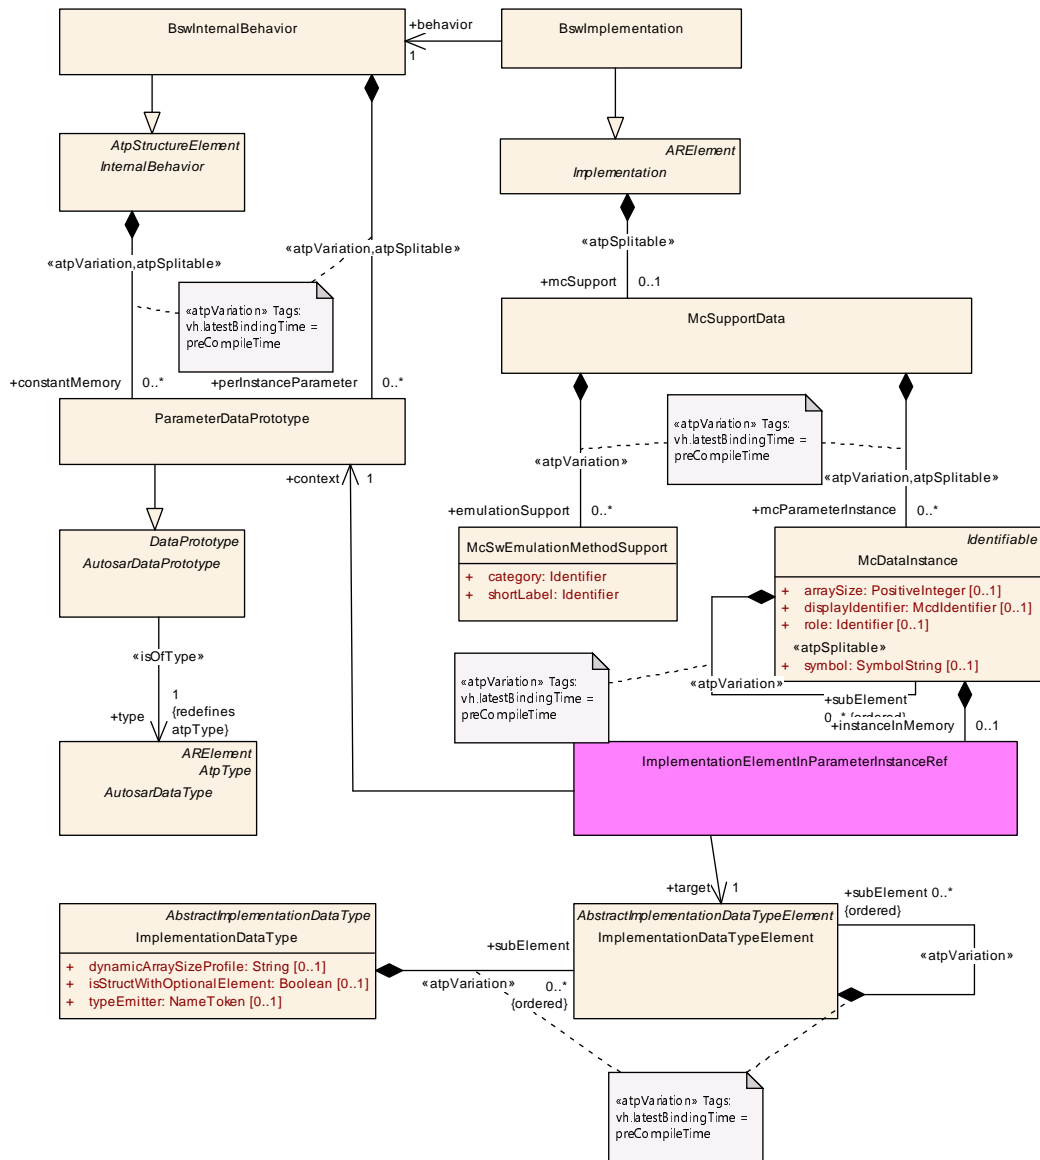 BswInternalBehavior
+behavior
1
BswImplementation
AtpStructureElement
InternalBehavior
ARElement
Implementation
«atpVariation,atpSplitable»
«atpVariation,atpSplitable»
«atpSplitable»
+mcSupport
0..1
«atpVariation» Tags:
vh.latestBindingTime =
preCompileTime
McSupportData
+constantMemory
0..*
+perInstanceParameter
0..*
ParameterDataPrototype
«atpVariation» Tags:
vh.latestBindingTime =
preCompileTime
«atpVariation»
«atpVariation,atpSplitable»
+context
1
+emulationSupport
0..*
+mcParameterInstance
0..*
DataPrototype
AutosarDataPrototype
McSwEmulationMethodSupport
+ category: Identifier
+ shortLabel: Identifier
Identifiable
McDataInstance
+ arraySize: PositiveInteger [0..1]
+ displayIdentifier: McdIdentifier [0..1]
+ role: Identifier [0..1]
«atpSplitable»
+ symbol: SymbolString [0..1]
«isOfType»
«atpVariation» Tags:
vh.latestBindingTime =
preCompileTime
«atpVariation»
+subElement
0..* {ordered}
+type
1
{redefines
atpType}
+instanceInMemory
0..1
ARElement
AtpType
AutosarDataType
ImplementationElementInParameterInstanceRef
+target
1
AbstractImplementationDataType
ImplementationDataType
+ dynamicArraySizeProfile: String [0..1]
+ isStructWithOptionalElement: Boolean [0..1]
+ typeEmitter: NameToken [0..1]
+subElement
«atpVariation»
0..*
{ordered}
AbstractImplementationDataTypeElement
ImplementationDataTypeElement
+subElement 0..*
{ordered}
«atpVariation»
«atpVariation» Tags:
vh.latestBindingTime =
preCompileTime